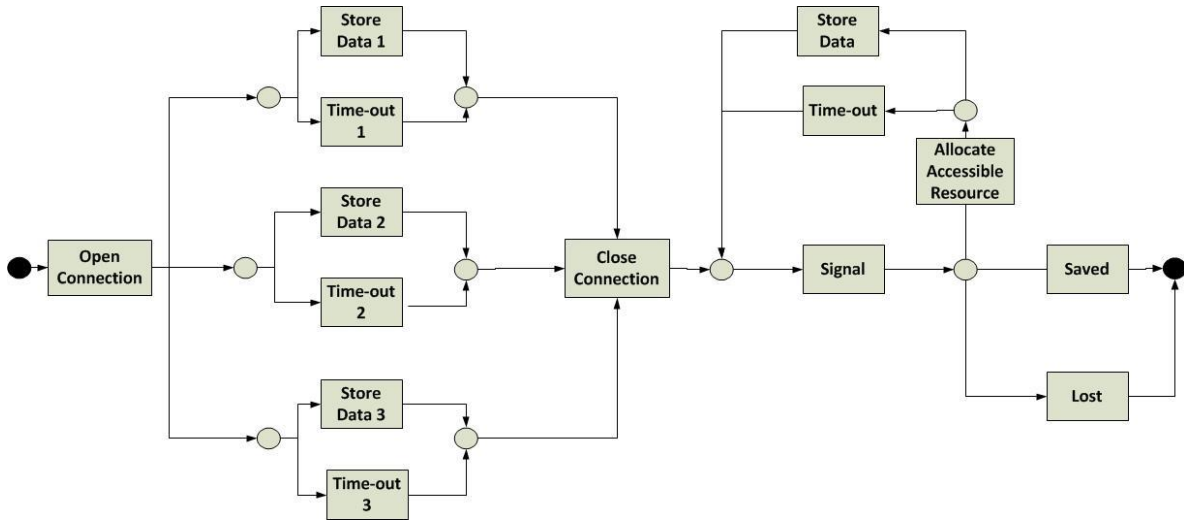 Store
Data 1
Time-out
1
Store
Data 2
Time-out
2
Store
Data 3
Time-out
3
Open
Connection
Close
Connection
Store
Data
Time-out
Allocate
Accessible
Resource
Signal
Saved
Lost